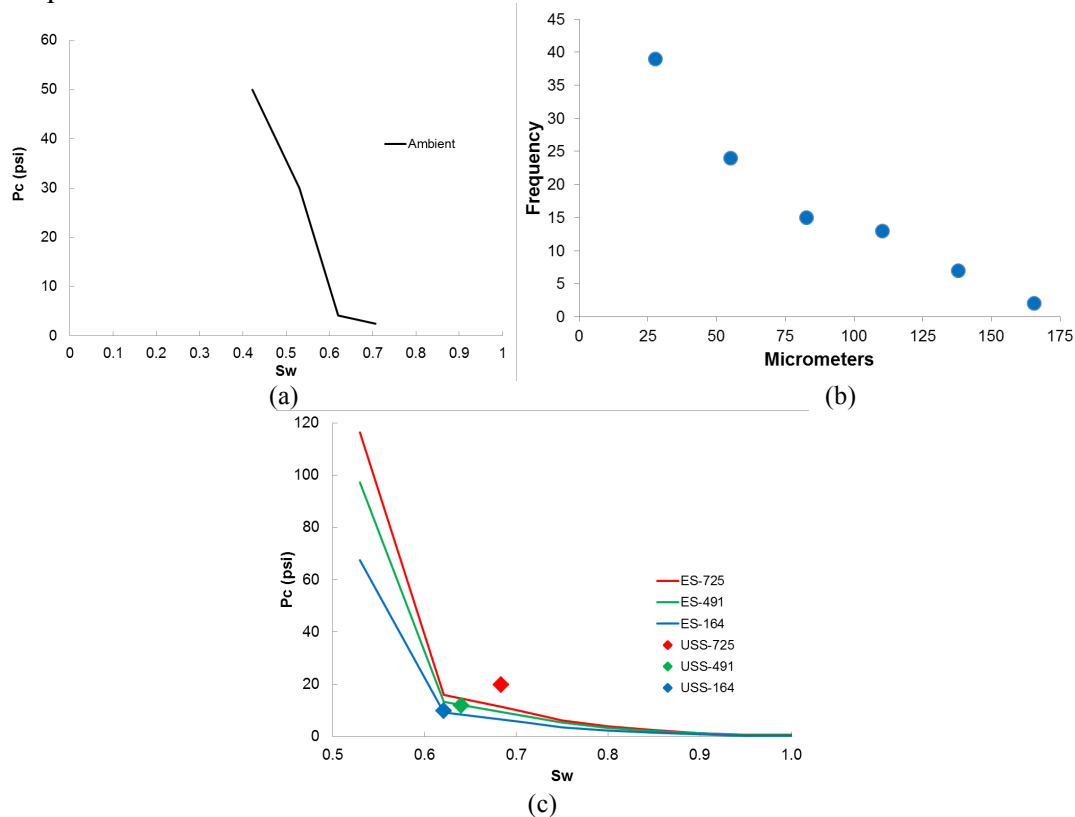 60
50
40
30
20
10
0
Pc (psi)
Ambient
0 0.1 0.2 0.3 0.4 0.5 0.6 0.7 0.8 0.9 1
Sw
(a)
45
40
35
30
25
20
15
10
5
0
Frequency
0 25 50 75 100 125 150 175
Micrometers
(b)
120
100
80
60
40
20
0
Pc (psi)
ES-725
ES-491
ES-164
USS-725
USS-491
USS-164
0.5 0.6 0.7 0.8 0.9 1.0
Sw
(c)